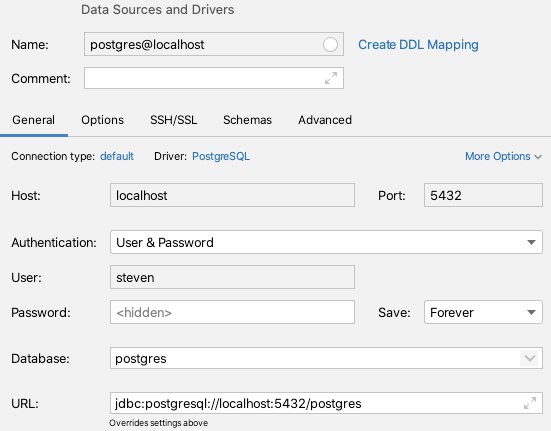 Data Sources and Drivers
Name: postgres@localhost Create DDL Mapping
Comment:
General Options SSH/SSL Schemas Advanced
Connection type: default Driver: PostgreSQL More Options
Host: localhost Port: 5432
Authentication: User & Password
User: steven
Password: <hidden> Save: Forever
Database: postgres
URL: jdbc:postgresql://localhost:5432/postgres
Overrides settings above